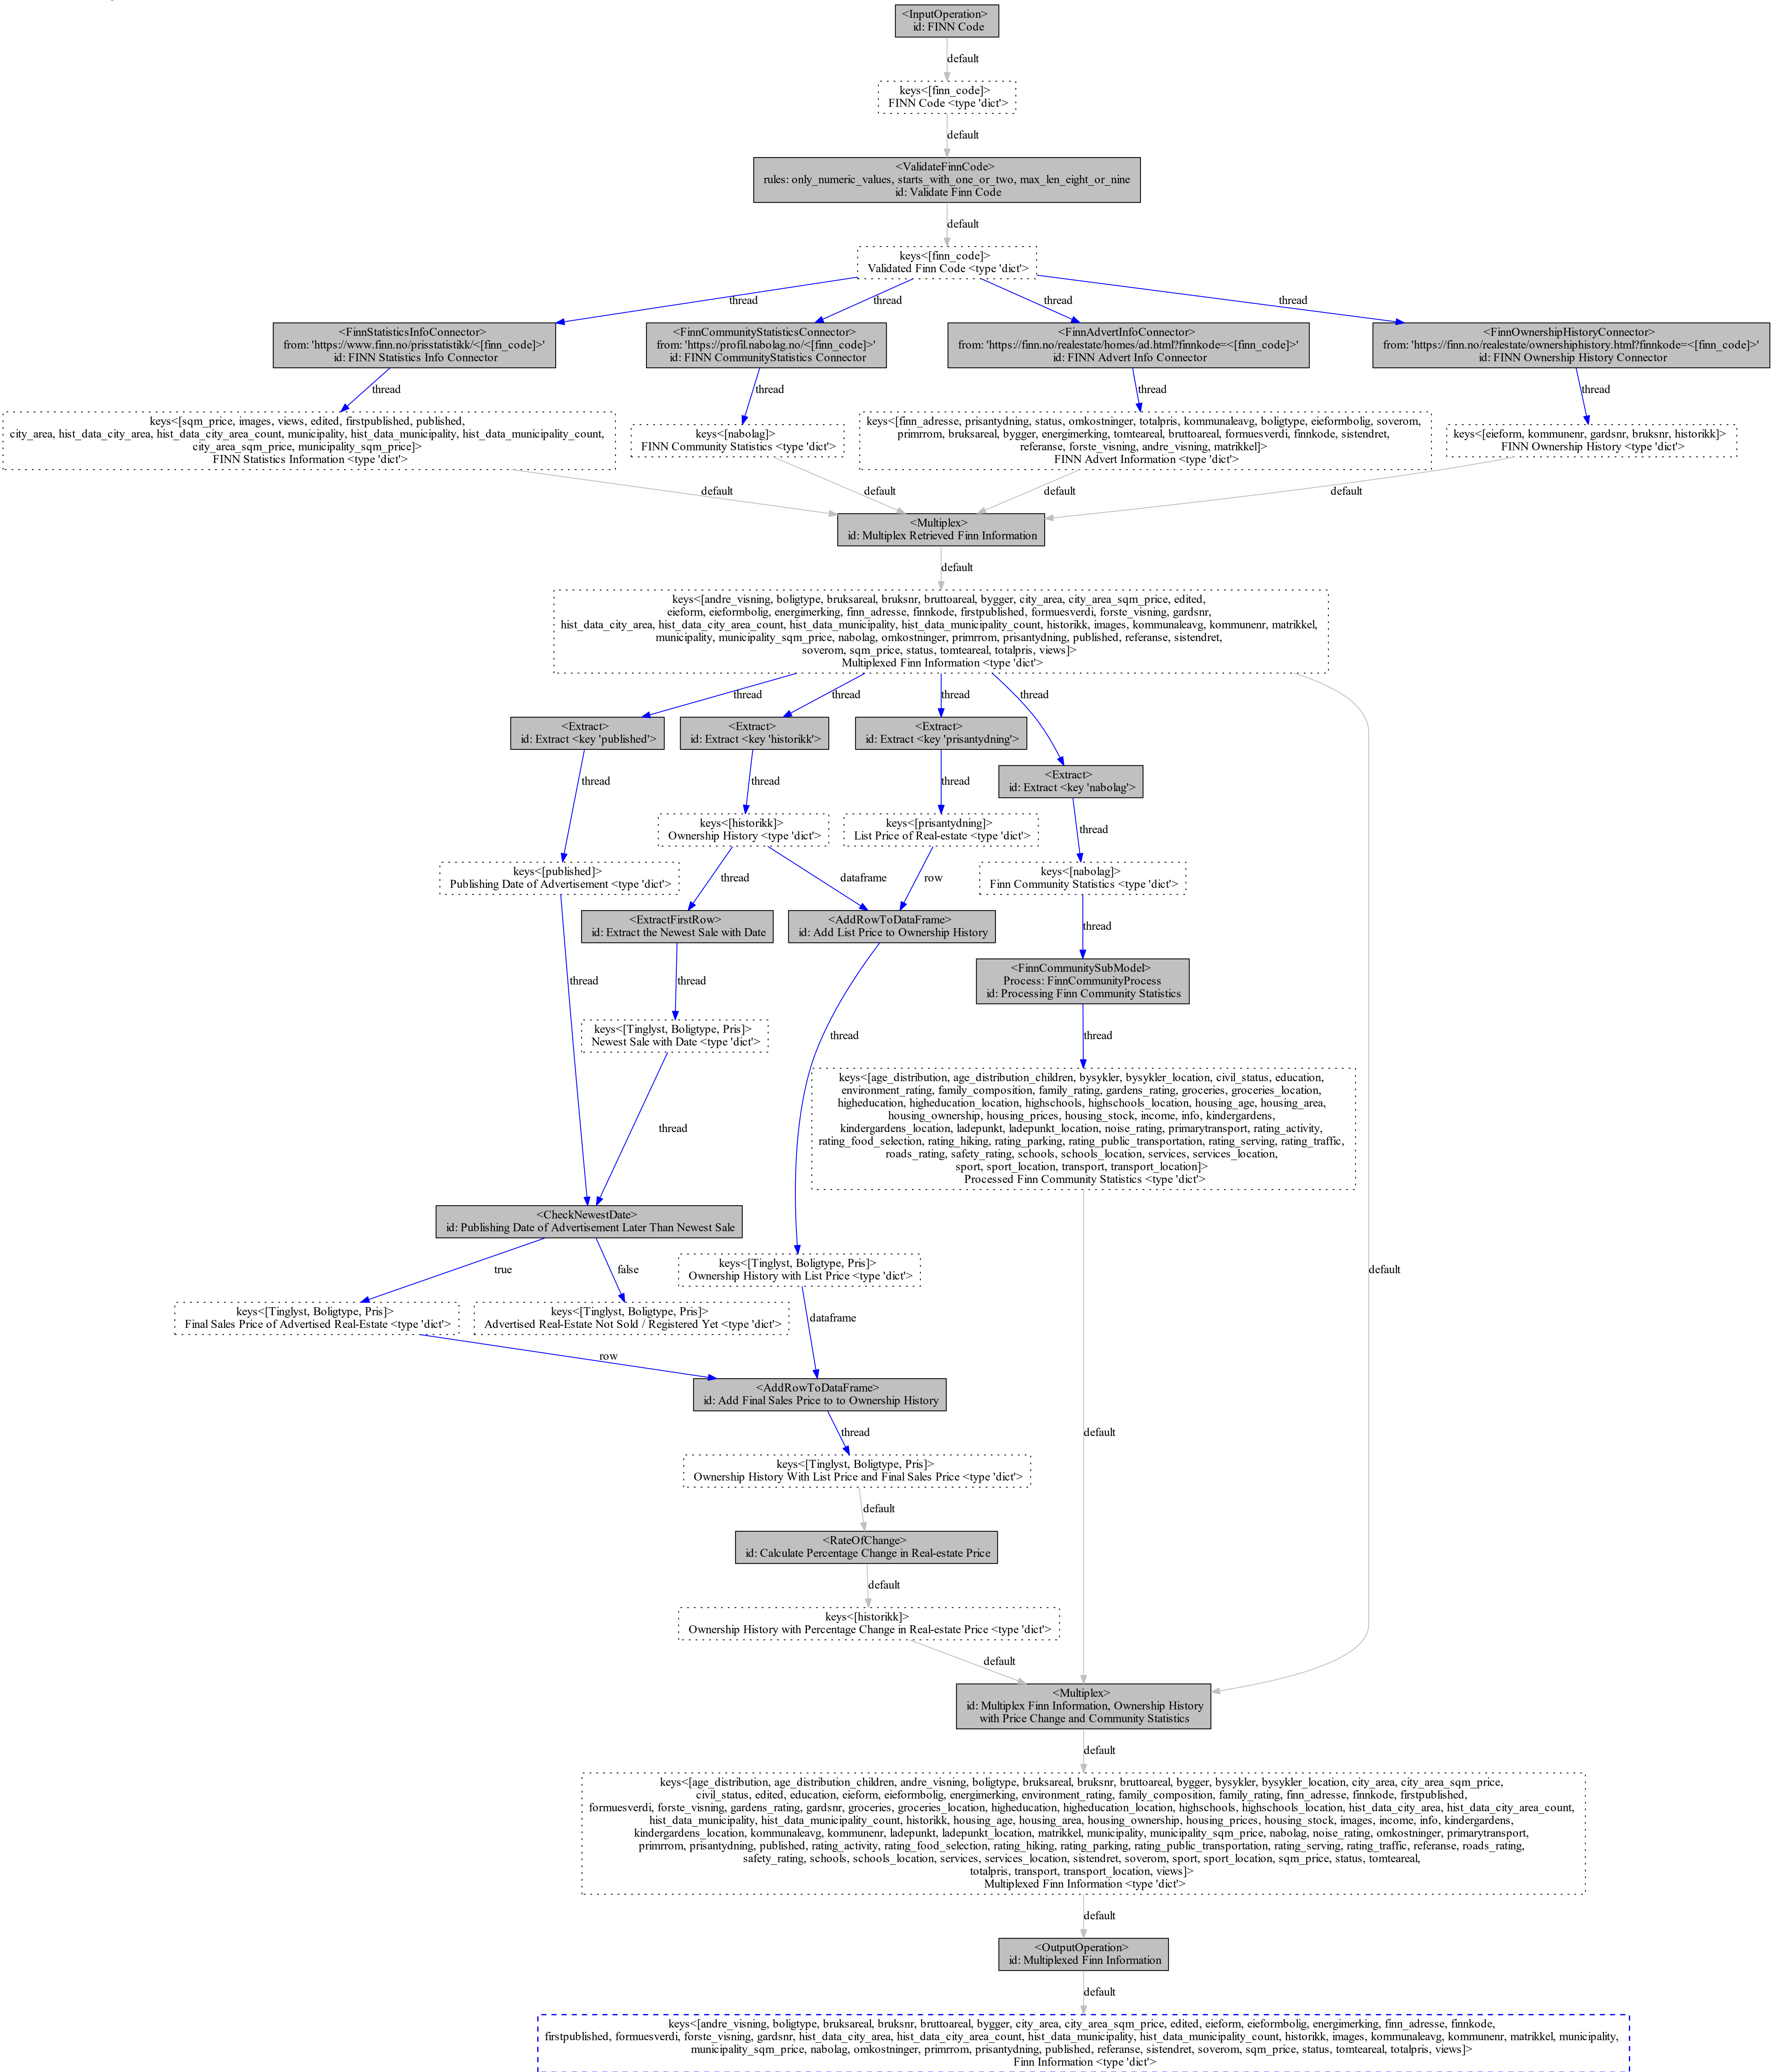 <InputOperation>
id: FINN Code
default
keys<[finn_code]>
FINN Code <type 'dict'>
default
<ValidateFinnCode>
rules: only_numeric_values, starts_with_one_or_two, max_len_eight_or_nine
id: Validate Finn Code
default
keys<[finn_code]>
Validated Finn Code <type 'dict'>
thread
thread
thread
thread
<FinnStatisticsInfoConnector>
from: 'https://www.finn.no/prisstatistikk/<[finn_code]>'
id: FINN Statistics Info Connector
<FinnCommunityStatisticsConnector>
from: 'https://profil.nabolag.no/<[finn_code]>'
id: FINN CommunityStatistics Connector
<FinnAdvertInfoConnector>
from: 'https://finn.no/realestate/homes/ad.html?finnkode=<[finn_code]>'
id: FINN Advert Info Connector
<FinnOwnershipHistoryConnector>
from: 'https://finn.no/realestate/ownershiphistory.html?finnkode=<[finn_code]>'
id: FINN Ownership History Connector
thread
thread
thread
thread
keys<[sqm_price, images, views, edited, firstpublished, published,
city_area, hist_data_city_area, hist_data_city_area_count, municipality, hist_data_municipality, hist_data_municipality_count,
city_area_sqm_price, municipality_sqm_price]>
FINN Statistics Information <type 'dict'>
keys<[nabolag]>
FINN Community Statistics <type 'dict'>
keys<[finn_adresse, prisantydning, status, omkostninger, totalpris, kommunaleavg, boligtype, eieformbolig, soverom,
primrrom, bruksareal, bygger, energimerking, tomteareal, bruttoareal, formuesverdi, finnkode, sistendret,
referanse, forste_visning, andre_visning, matrikkel]>
FINN Advert Information <type 'dict'>
keys<[eieform, kommunenr, gardsnr, bruksnr, historikk]>
FINN Ownership History <type 'dict'>
default
default
default
default
<Multiplex>
id: Multiplex Retrieved Finn Information
default
keys<[andre_visning, boligtype, bruksareal, bruksnr, bruttoareal, bygger, city_area, city_area_sqm_price, edited,
eieform, eieformbolig, energimerking, finn_adresse, finnkode, firstpublished, formuesverdi, forste_visning, gardsnr,
hist_data_city_area, hist_data_city_area_count, hist_data_municipality, hist_data_municipality_count, historikk, images, kommunaleavg, kommunenr, matrikkel,
municipality, municipality_sqm_price, nabolag, omkostninger, primrrom, prisantydning, published, referanse, sistendret,
soverom, sqm_price, status, tomteareal, totalpris, views]>
Multiplexed Finn Information <type 'dict'>
thread
thread
thread
thread
<Extract>
id: Extract <key 'published'>
<Extract>
id: Extract <key 'historikk'>
<Extract>
id: Extract <key 'prisantydning'>
<Extract>
id: Extract <key 'nabolag'>
thread
thread
thread
thread
keys<[historikk]>
Ownership History <type 'dict'>
keys<[prisantydning]>
List Price of Real-estate <type 'dict'>
keys<[published]>
Publishing Date of Advertisement <type 'dict'>
keys<[nabolag]>
Finn Community Statistics <type 'dict'>
thread
dataframe
row
<ExtractFirstRow>
id: Extract the Newest Sale with Date
<AddRowToDataFrame>
id: Add List Price to Ownership History
thread
<FinnCommunitySubModel>
Process: FinnCommunityProcess
id: Processing Finn Community Statistics
thread
thread
keys<[Tinglyst, Boligtype, Pris]>
Newest Sale with Date <type 'dict'>
thread
thread
keys<[age_distribution, age_distribution_children, bysykler, bysykler_location, civil_status, education,
environment_rating, family_composition, family_rating, gardens_rating, groceries, groceries_location,
higheducation, higheducation_location, highschools, highschools_location, housing_age, housing_area,
housing_ownership, housing_prices, housing_stock, income, info, kindergardens,
kindergardens_location, ladepunkt, ladepunkt_location, noise_rating, primarytransport, rating_activity,
rating_food_selection, rating_hiking, rating_parking, rating_public_transportation, rating_serving, rating_traffic,
roads_rating, safety_rating, schools, schools_location, services, services_location,
sport, sport_location, transport, transport_location]>
Processed Finn Community Statistics <type 'dict'>
thread
<CheckNewestDate>
id: Publishing Date of Advertisement Later Than Newest Sale
true
false
keys<[Tinglyst, Boligtype, Pris]>
Ownership History with List Price <type 'dict'>
default
keys<[Tinglyst, Boligtype, Pris]>
Final Sales Price of Advertised Real-Estate <type 'dict'>
keys<[Tinglyst, Boligtype, Pris]>
Advertised Real-Estate Not Sold / Registered Yet <type 'dict'>
dataframe
row
<AddRowToDataFrame>
id: Add Final Sales Price to to Ownership History
thread
default
keys<[Tinglyst, Boligtype, Pris]>
Ownership History With List Price and Final Sales Price <type 'dict'>
default
<RateOfChange>
id: Calculate Percentage Change in Real-estate Price
default
keys<[historikk]>
Ownership History with Percentage Change in Real-estate Price <type 'dict'>
default
<Multiplex>
id: Multiplex Finn Information, Ownership History
with Price Change and Community Statistics
default
keys<[age_distribution, age_distribution_children, andre_visning, boligtype, bruksareal, bruksnr, bruttoareal, bygger, bysykler, bysykler_location, city_area, city_area_sqm_price,
civil_status, edited, education, eieform, eieformbolig, energimerking, environment_rating, family_composition, family_rating, finn_adresse, finnkode, firstpublished,
formuesverdi, forste_visning, gardens_rating, gardsnr, groceries, groceries_location, higheducation, higheducation_location, highschools, highschools_location, hist_data_city_area, hist_data_city_area_count,
hist_data_municipality, hist_data_municipality_count, historikk, housing_age, housing_area, housing_ownership, housing_prices, housing_stock, images, income, info, kindergardens,
kindergardens_location, kommunaleavg, kommunenr, ladepunkt, ladepunkt_location, matrikkel, municipality, municipality_sqm_price, nabolag, noise_rating, omkostninger, primarytransport,
primrrom, prisantydning, published, rating_activity, rating_food_selection, rating_hiking, rating_parking, rating_public_transportation, rating_serving, rating_traffic, referanse, roads_rating,
safety_rating, schools, schools_location, services, services_location, sistendret, soverom, sport, sport_location, sqm_price, status, tomteareal,
totalpris, transport, transport_location, views]>
Multiplexed Finn Information <type 'dict'>
default
<OutputOperation>
id: Multiplexed Finn Information
default
keys<[andre_visning, boligtype, bruksareal, bruksnr, bruttoareal, bygger, city_area, city_area_sqm_price, edited, eieform, eieformbolig, energimerking, finn_adresse, finnkode,
firstpublished, formuesverdi, forste_visning, gardsnr, hist_data_city_area, hist_data_city_area_count, hist_data_municipality, hist_data_municipality_count, historikk, images, kommunaleavg, kommunenr, matrikkel, municipality,
municipality_sqm_price, nabolag, omkostninger, primrrom, prisantydning, published, referanse, sistendret, soverom, sqm_price, status, tomteareal, totalpris, views]>
Finn Information <type 'dict'>